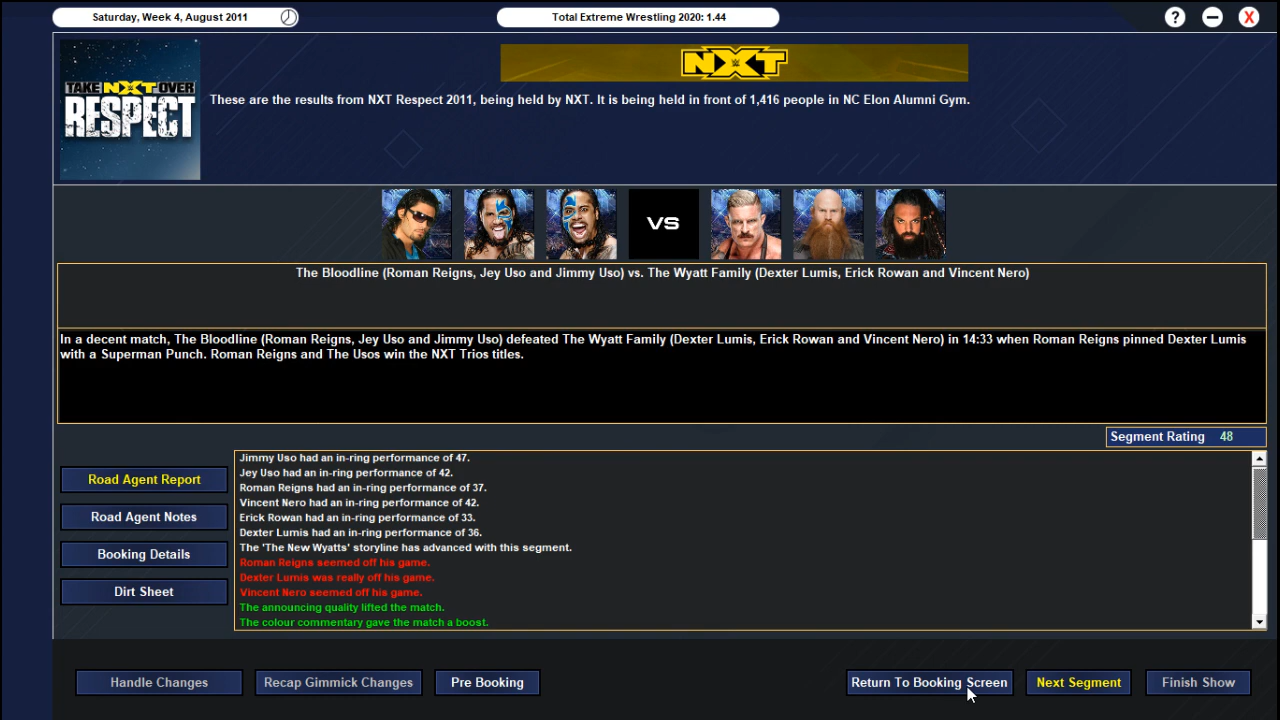 Saturday, Week 4, August 2011
Total Extreme Wrestling 2020: 1.44
?
X
TAKE NXT OVER
RESPECT
NXT
These are the results from NXT Respect 2011, being held by NXT. It is being held in front of 1,416 people in NC Elon Alumni Gym.
VS
The Bloodline (Roman Reigns, Jey Uso and Jimmy Uso) vs. The Wyatt Family (Dexter Lumis, Erick Rowan and Vincent Nero)
In a decent match, The Bloodline (Roman Reigns, Jey Uso and Jimmy Uso) defeated The Wyatt Family (Dexter Lumis, Erick Rowan and Vincent Nero) in 14:33 when Roman Reigns pinned Dexter Lumis
with a Superman Punch. Roman Reigns and The Usos win the NXT Trios titles.
Segment Rating 48
Road Agent Report
Road Agent Notes
Booking Details
Dirt Sheet
Jimmy Uso had an in-ring performance of 47.
Jey Uso had an in-ring performance of 42.
Roman Reigns had an in-ring performance of 37.
Vincent Nero had an in-ring performance of 42.
Erick Rowan had an in-ring performance of 33.
Dexter Lumis had an in-ring performance of 36.
The 'The New Wyatts' storyline has advanced with this segment.
Roman Reigns seemed off his game.
Dexter Lumis was really off his game.
Vincent Nero seemed off his game.
The announcing quality lifted the match.
The colour commentary gave the match a boost.
Handle Changes
Recap Gimmick Changes
Pre Booking
Return To Booking Screen
Next Segment
Finish Show